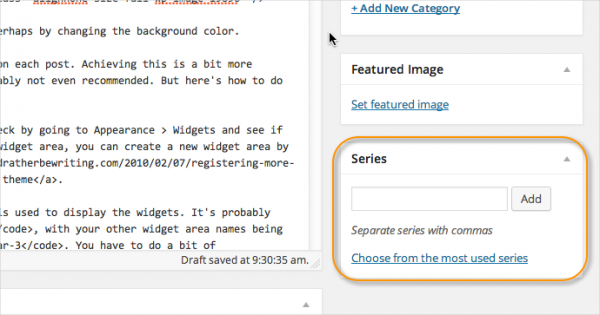 size
+ Add New Category
erhaps by changing the background color.
on each post. Achieving this is a bit more
ably not even recommended. But here's how to do
Featured Image
Set featured image
eck by going to Appearance > Widgets and see if
widget area, you can create a new widget area by
dratherbewriting.com/2010/02/07/registering-more-
theme</a>.
Series
Add
Separate series with commas
Choose from the most used series
is used to display the widgets. It's probably
/code>, with your other widget area names being
ar-3</code>. You have to do a bit of
Draft saved at 9:30:35 am.